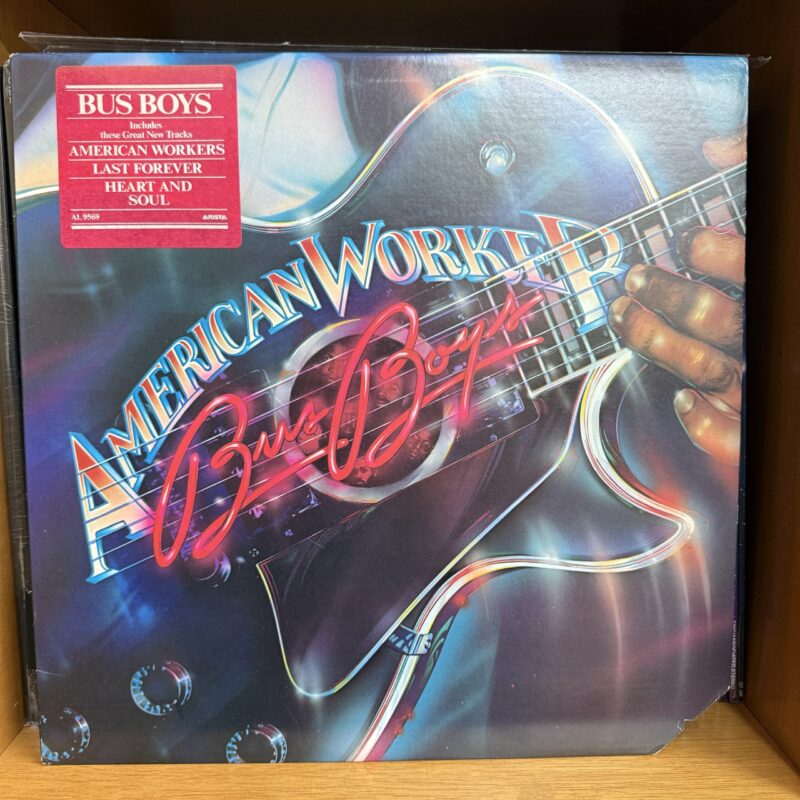 BUS BOYS
Includes
these Great New Tracks
AMERICAN WORKERS
LAST FOREVER
HEART AND
SOUL
AL 9569 ARISTA
AMERICAN WORKER
Bus Boys